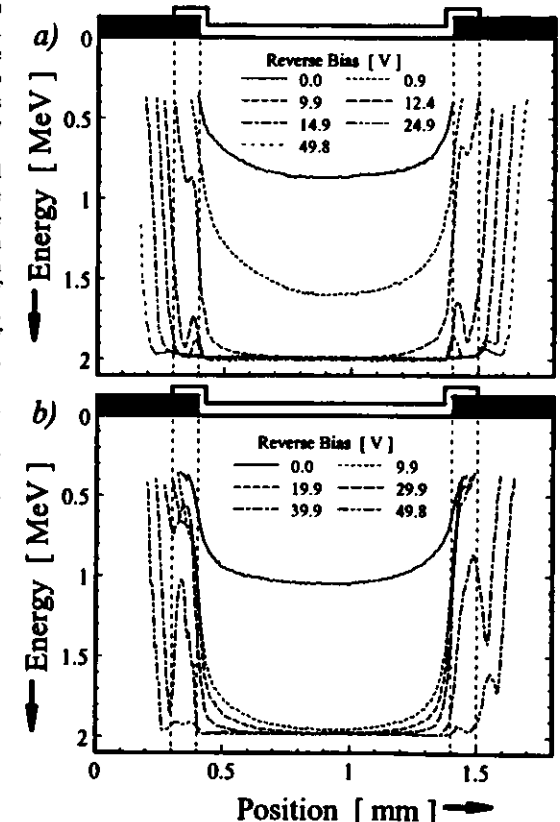 a)
Reverse Bias [ V ]
0.0 0.9
9.9 12.4
14.9 24.9
49.8
0
0.5
1
1.5
2
Energy [ MeV ]
b)
Reverse Bias [ V ]
0.0 9.9
19.9 29.9
39.9 49.8
0
0.5
1
1.5
2
Energy [ MeV ]
0 0.5 1 1.5
Position [ mm ]